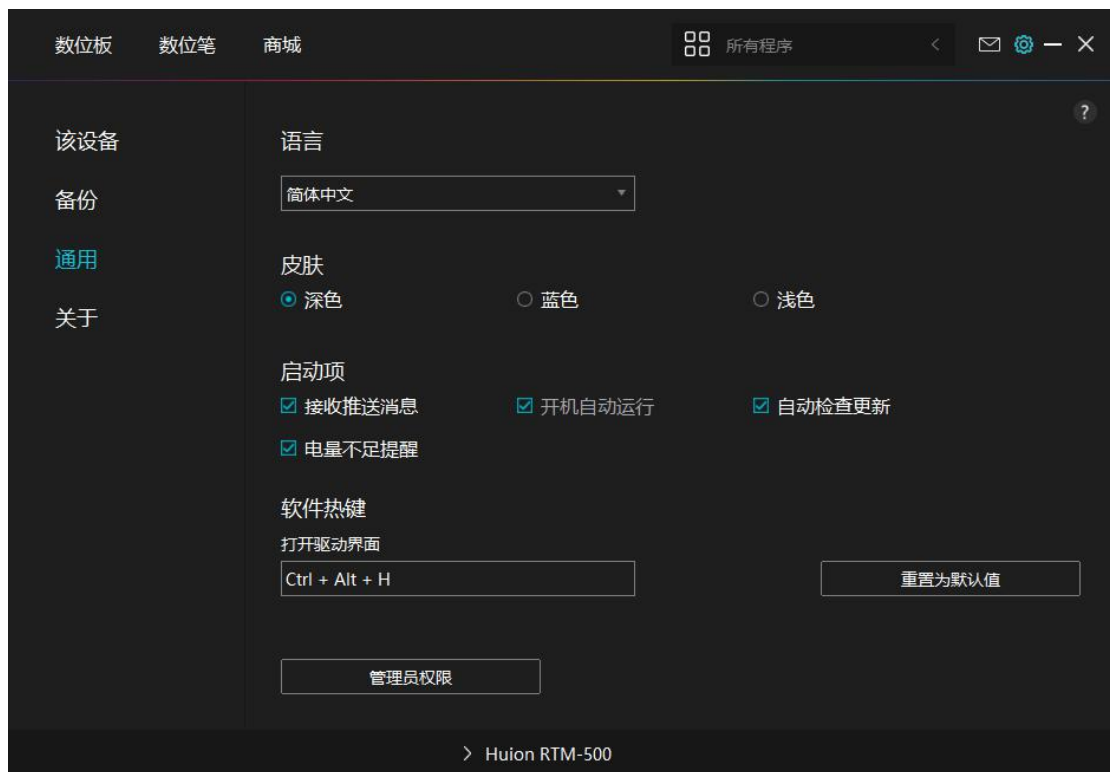 数位板 数位笔 商城 所有程序
?
该设备
备份
通用
关于
语言
简体中文
皮肤
深色 蓝色 浅色
启动项
接收推送消息 开机自动运行 自动检查更新
电量不足提醒
软件热键
打开驱动界面
Ctrl + Alt + H 重置为默认值
管理员权限
Huion RTM-500